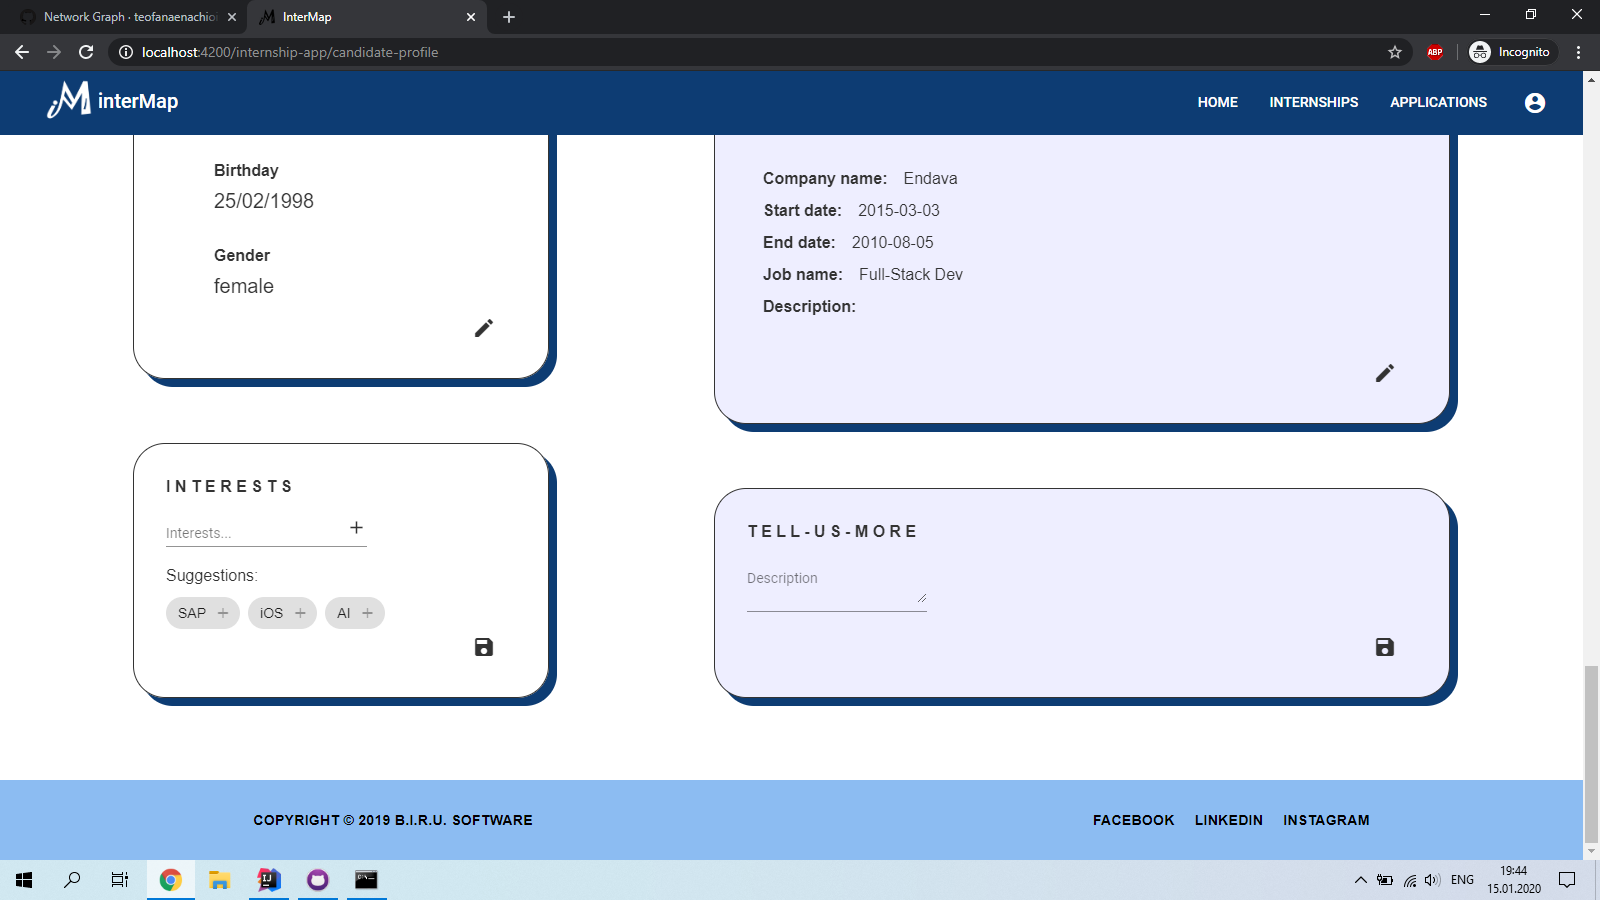 Network Graph · teofanaenachioi
InterMap
localhost:4200/internship-app/candidate-profile
ABP
Incognito
iM interMap
HOME INTERNSHIPS APPLICATIONS
Birthday
25/02/1998
Gender
female
Company name: Endava
Start date: 2015-03-03
End date: 2010-08-05
Job name: Full-Stack Dev
Description:
INTERESTS
Interests...
Suggestions:
SAP + iOS + AI +
TELL-US-MORE
Description
COPYRIGHT © 2019 B.I.R.U. SOFTWARE
FACEBOOK LINKEDIN INSTAGRAM
IJ
ENG
19:44
15.01.2020